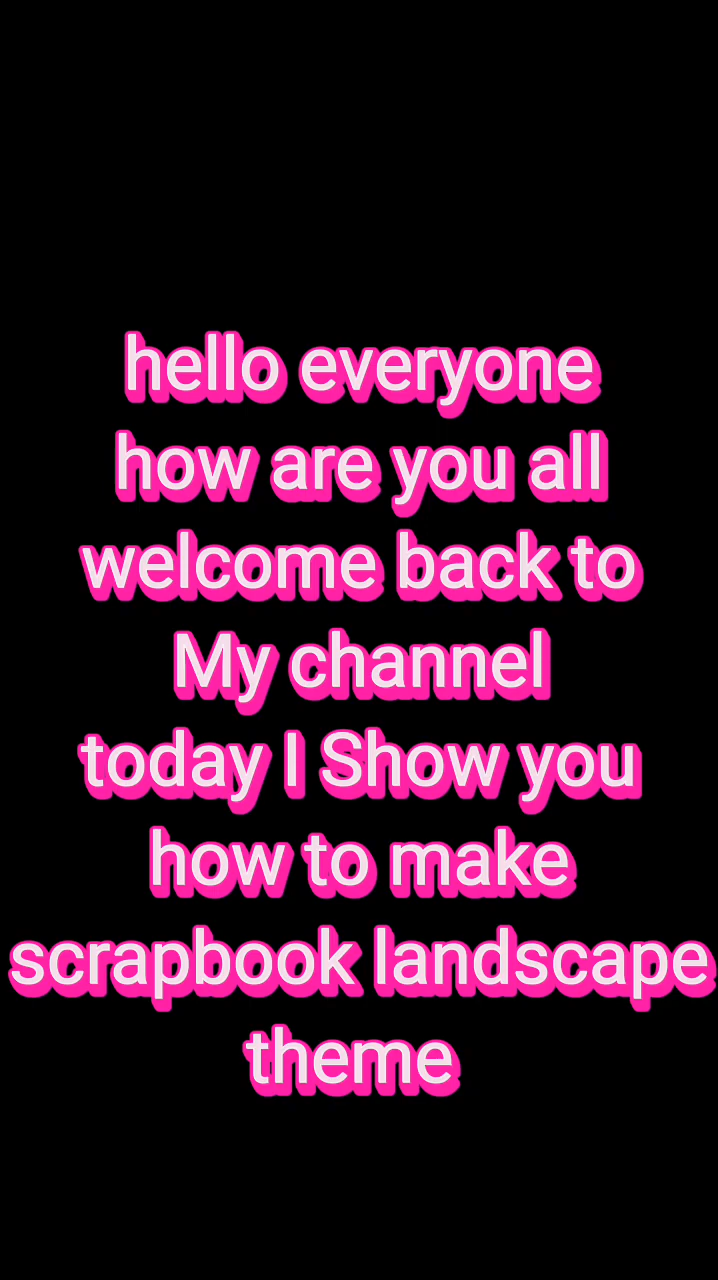 hello everyone
how are you all
welcome back to
My channel
today I Show you
how to make
scrapbook landscape
theme